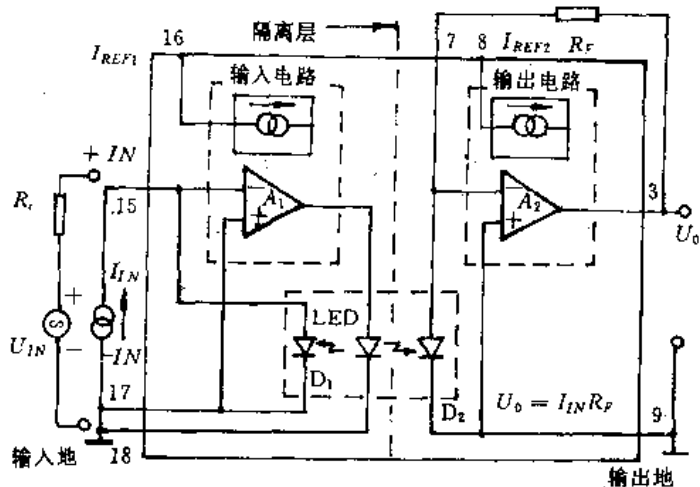 隔离层
16
7
8
I_REF1
I_REF2
R_F
输入电路
输出电路
+ IN
R_s
15
−
A₁
+
−
A₂
+
3
U₀
I_IN
+
S
U_IN
−
−IN
LED
D₁
D₂
U₀ = I_IN R_F
17
9
输入地
18
输出地